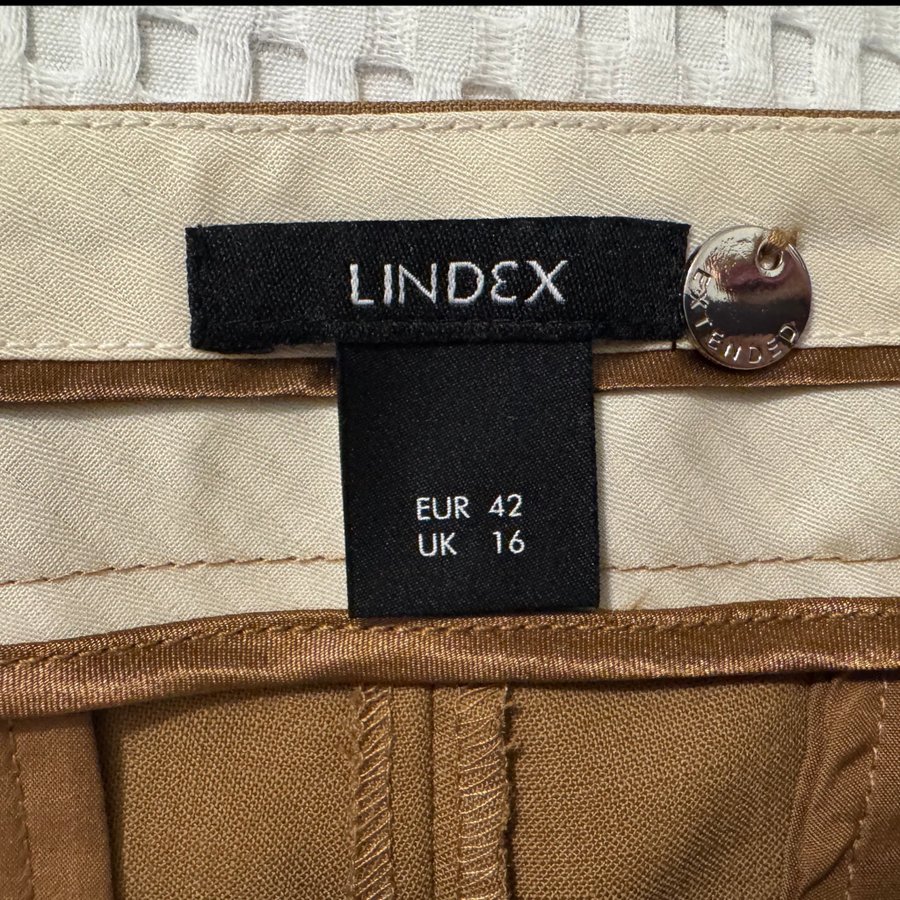 LINDEX
EXTENDED
EUR 42
UK 16